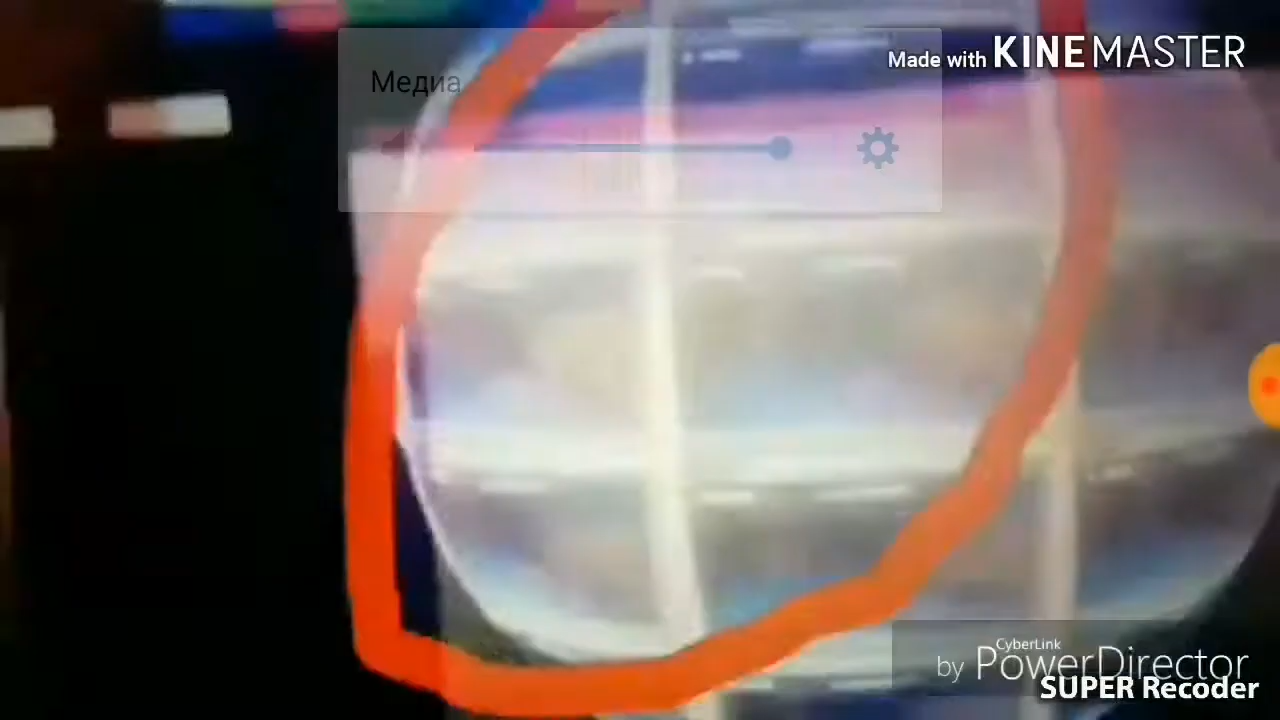 Made with KINEMASTER
Медиа
CyberLink
by PowerDirector
SUPER Recoder